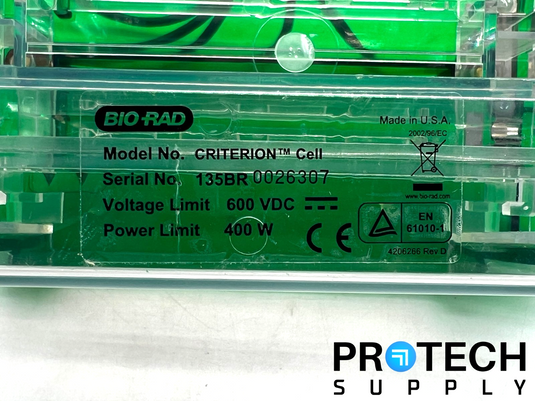 BIO-RAD
Made in U.S.A.
2002/96/EC
Model No. CRITERION™ Cell
Serial No. 135BR 0026307
www.bio-rad.com
Voltage Limit 600 VDC
Power Limit 400 W
CE
EN
61010-1
4206266 Rev D
PROTECH
SUPPLY